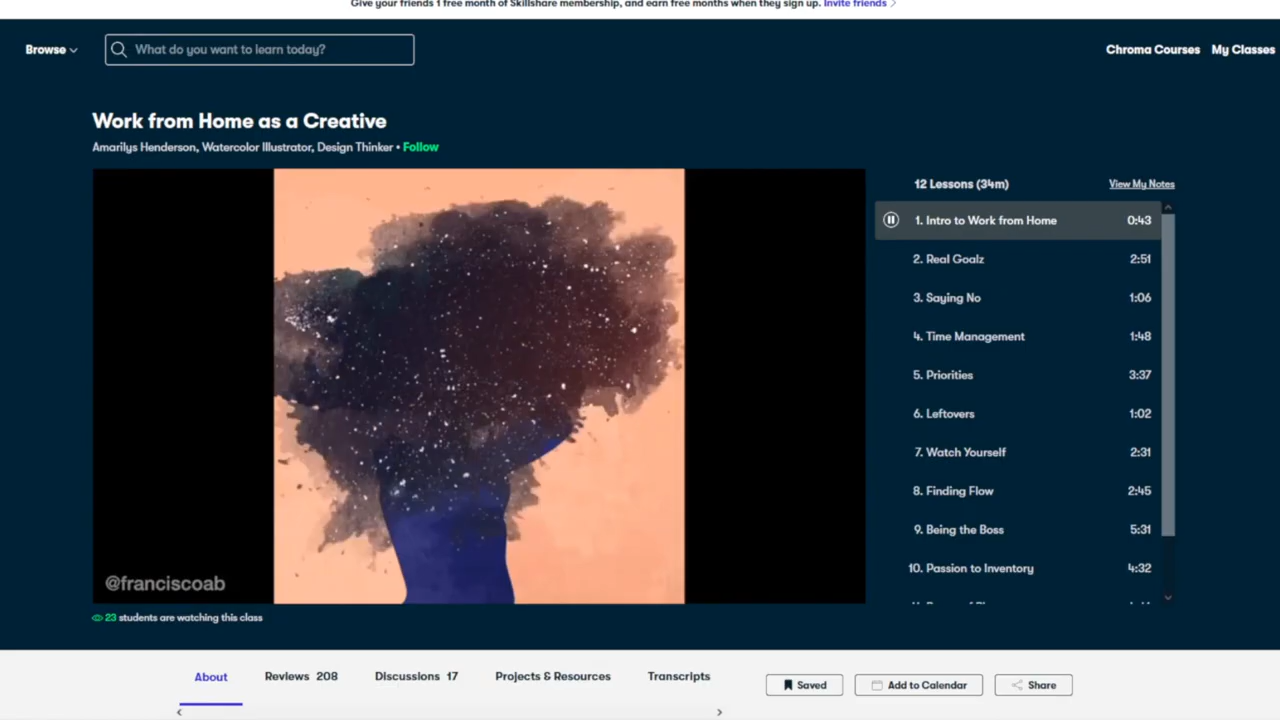 Give your friends 1 free month of Skillshare membership, and earn free months when they sign up. Invite friends
Browse
What do you want to learn today?
Chroma Courses My Classes
Work from Home as a Creative
Amarilys Henderson, Watercolor Illustrator, Design Thinker • Follow
12 Lessons (34m) View My Notes
1. Intro to Work from Home 0:43
2. Real Goalz 2:51
3. Saying No 1:06
4. Time Management 1:48
5. Priorities 3:37
6. Leftovers 1:02
7. Watch Yourself 2:31
8. Finding Flow 2:45
9. Being the Boss 5:31
10. Passion to Inventory 4:32
@franciscoab
23 students are watching this class
About Reviews 208 Discussions 17 Projects & Resources Transcripts Saved Add to Calendar Share